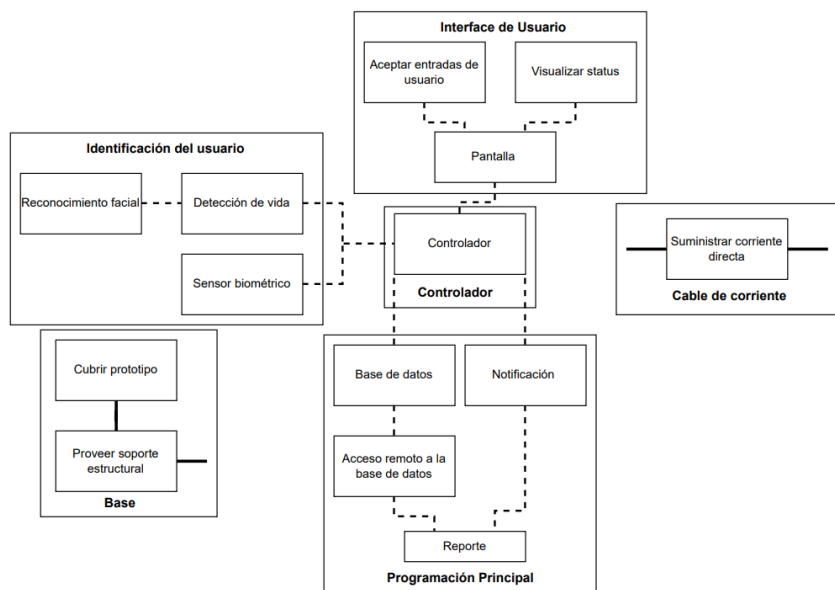 Interface de Usuario
Aceptar entradas de
usuario
Visualizar status
Pantalla
Identificación del usuario
Reconocimiento facial
Detección de vida
Sensor biométrico
Controlador
Controlador
Suministrar corriente
directa
Cable de corriente
Cubrir prototipo
Proveer soporte
estructural
Base
Base de datos
Notificación
Acceso remoto a la
base de datos
Reporte
Programación Principal